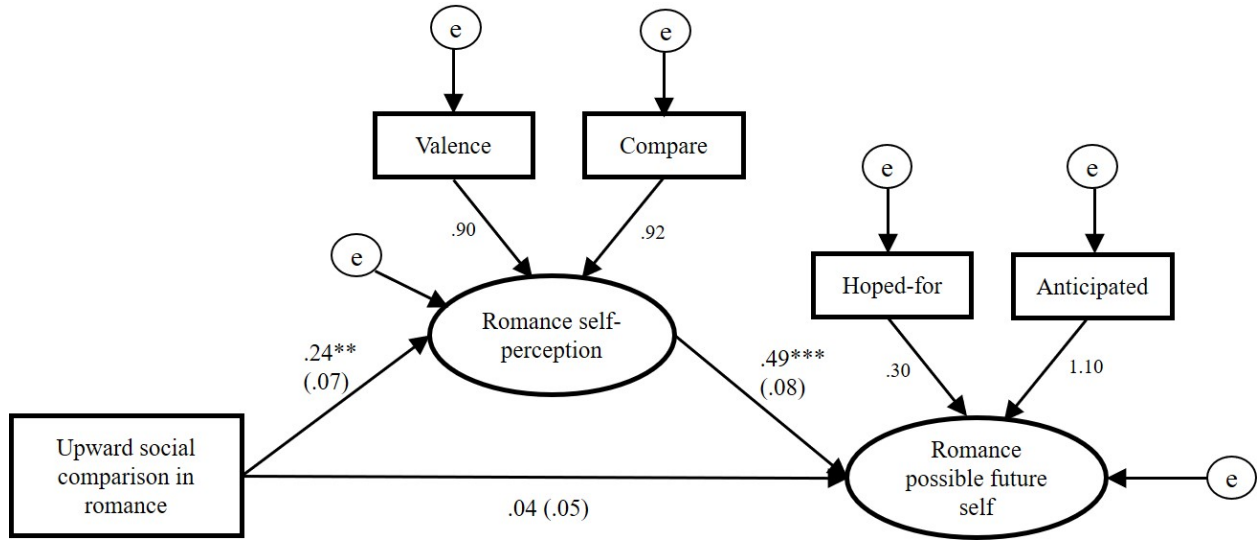 e
e
Valence
Compare
e
e
.90
.92
e
Hoped-for
Anticipated
Romance self-
perception
.24**
(.07)
.49***
(.08)
.30
1.10
Upward social
comparison in
romance
.04 (.05)
Romance
possible future
self
e